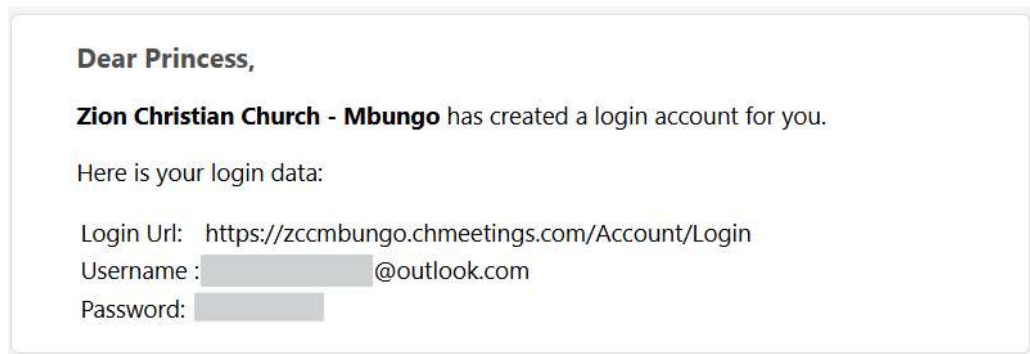 Dear Princess,
Zion Christian Church - Mbungo has created a login account for you.
Here is your login data:
Login Url: https://zccmbungo.chmeetings.com/Account/Login
Username : @outlook.com
Password: